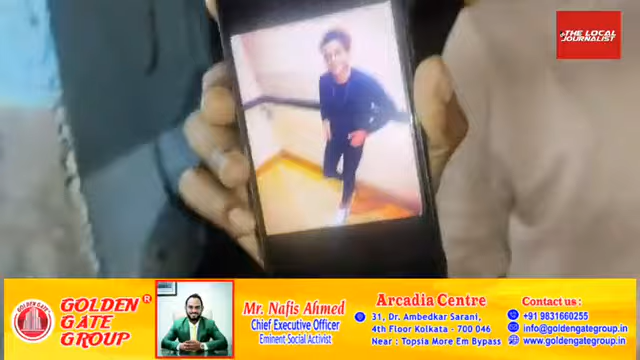 THE LOCAL
JOURNALIST
GOLDEN GATE
GOLDEN GATE GROUP
GOLDEN ®
GATE
GROUP
Mr. Nafis Ahmed
Chief Executive Officer
Eminent Social Activist
Arcadia Centre
31, Dr. Ambedkar Sarani,
4th Floor Kolkata - 700 046
Near : Topsia More Em Bypass
Contact us :
+91 9831660255
info@goldengategroup.in
www.goldengategroup.in